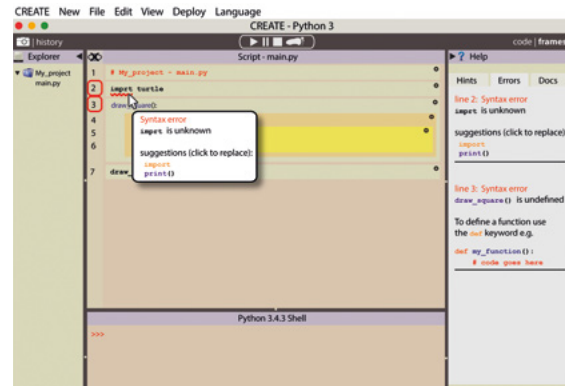 CREATE New File Edit View Deploy Language
CREATE - Python 3
| history
code | frames
Explorer
Script - main.py
? Help
My_project
main.py
1 # My_project - main.py
2 imprt turtle
3 draw_square():
4
5
6
7 draw_
Syntax error
imprt is unknown
suggestions (click to replace):
import
print()
Hints Errors Docs
line 2: Syntax error
imprt is unknown
suggestions (click to replace)
import
print()
line 3: Syntax error
draw_square() is undefined
To define a function use
the def keyword e.g.
def my_function():
# code goes here
Python 3.4.3 Shell
>>>